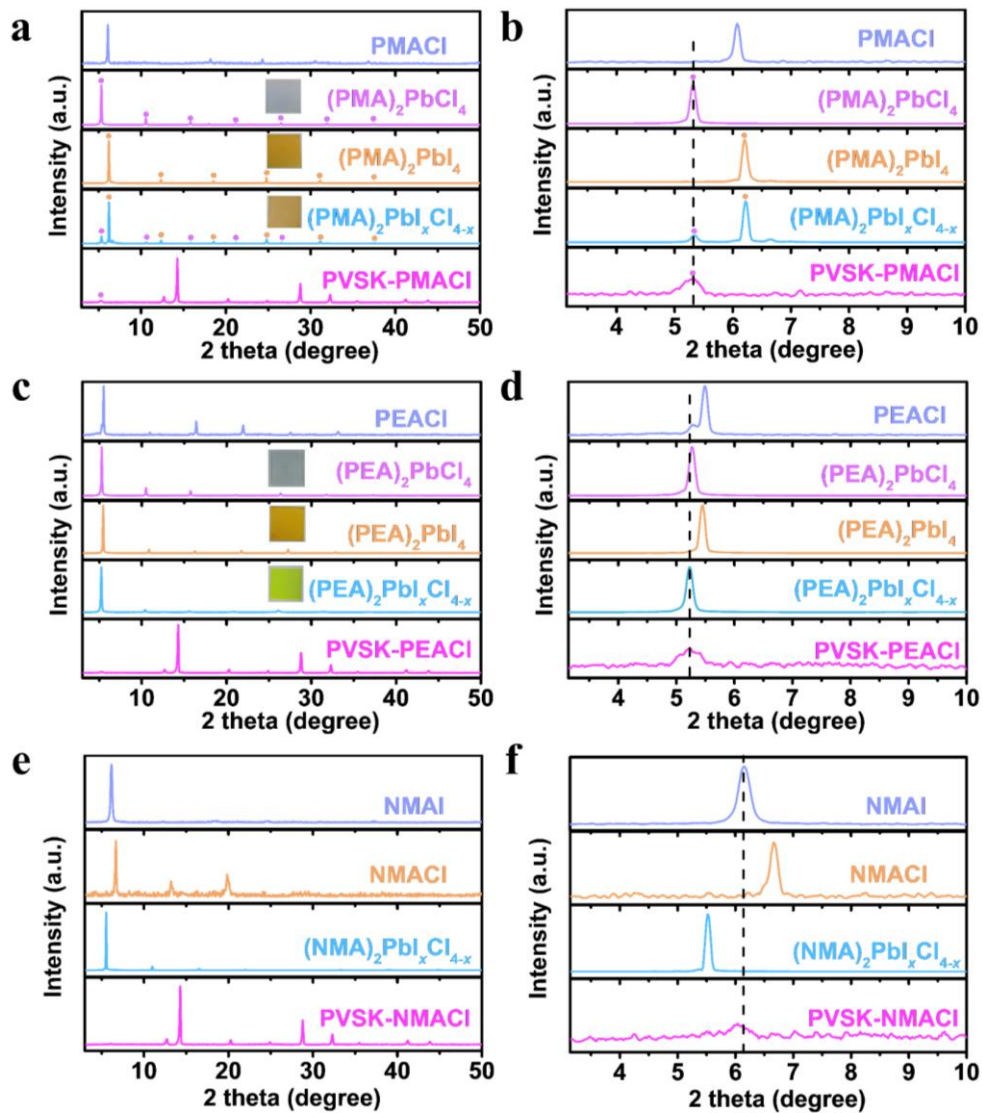 a
Intensity (a.u.)
PMACl
(PMA)₂PbCl₄
(PMA)₂PbI₄
(PMA)₂PbIₓCl₄₋ₓ
PVSK-PMACl
10 20 30 40 50
2 theta (degree)
b
Intensity (a.u.)
PMACl
(PMA)₂PbCl₄
(PMA)₂PbI₄
(PMA)₂PbIₓCl₄₋ₓ
PVSK-PMACl
4 5 6 7 8 9 10
2 theta (degree)
c
Intensity (a.u.)
PEACl
(PEA)₂PbCl₄
(PEA)₂PbI₄
(PEA)₂PbIₓCl₄₋ₓ
PVSK-PEACl
10 20 30 40 50
2 theta (degree)
d
Intensity (a.u.)
PEACl
(PEA)₂PbCl₄
(PEA)₂PbI₄
(PEA)₂PbIₓCl₄₋ₓ
PVSK-PEACl
4 5 6 7 8 9 10
2 theta (degree)
e
Intensity (a.u.)
NMAI
NMACl
(NMA)₂PbIₓCl₄₋ₓ
PVSK-NMACl
10 20 30 40 50
2 theta (degree)
f
Intensity (a.u.)
NMAI
NMACl
(NMA)₂PbIₓCl₄₋ₓ
PVSK-NMACl
4 5 6 7 8 9 10
2 theta (degree)